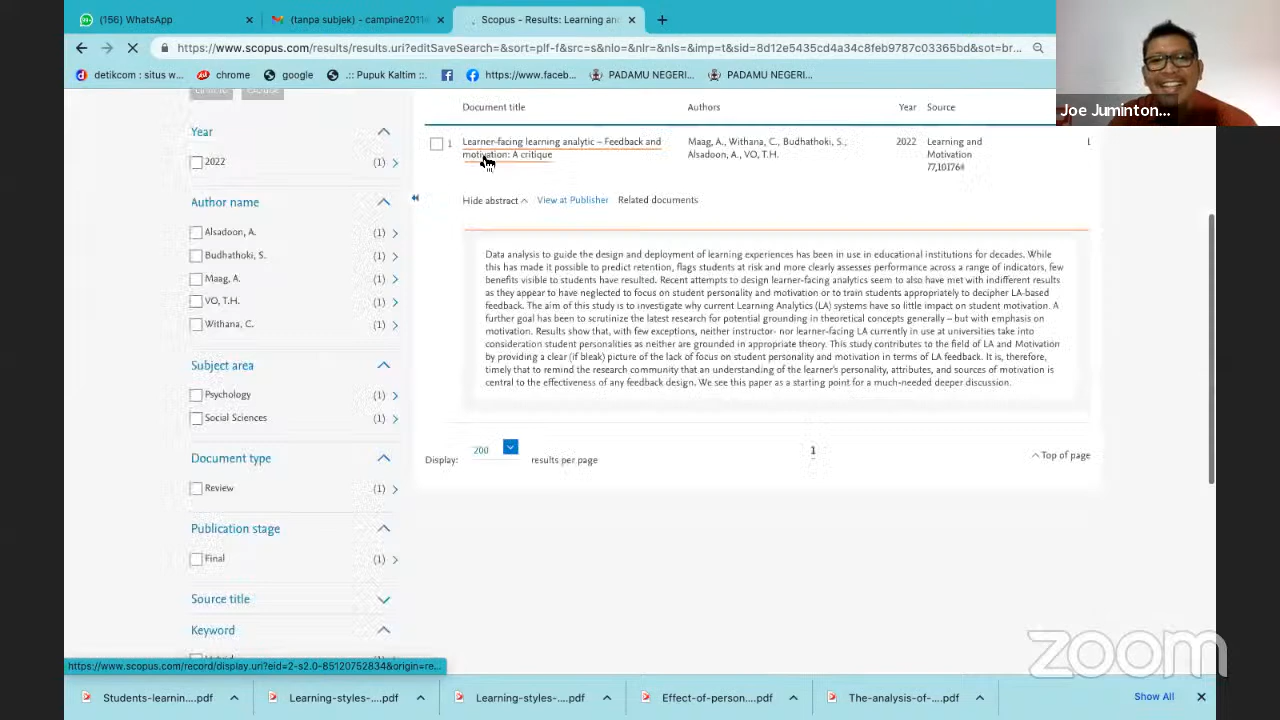 (156) WhatsApp
(tanpa subjek) - campine2011
Scopus - Results: Learning an
https://www.scopus.com/results/results.uri?editSaveSearch=&sort=plf-f&src=s&nlo=&nlr=&nls=&imp=t&sid=8d12e5435cd4a34c8feb9787c03365bd&sot=br...
detikcom : situs w...
chrome
google
.:: Pupuk Kaltim ::.
https://www.faceb...
PADAMU NEGERI...
PADAMU NEGERI...
Joe Juminton...
Document title
Authors
Year
Source
1
Learner-facing learning analytic – Feedback and
motivation: A critique
Maag, A., Withana, C., Budhathoki, S.,
Alsadoon, A., VO, T.H.
2022
Learning and
Motivation
Hide abstract
View at Publisher
Related documents
Data analysis to guide the design and deployment of learning experiences has been in use in educational institutions for decades. While
this has made it possible to predict retention, flags students at risk and more clearly assesses performance across a range of indicators, few
benefits visible to students have resulted. Recent attempts to design learner-facing analytics seem to also have met with indifferent results
as they appear to have neglected to focus on student personality and motivation or to train students appropriately to decipher LA-based
feedback. The aim of this study is to investigate why current Learning Analytics (LA) systems have so little impact on student motivation. A
further goal has been to scrutinize the latest research for potential grounding in theoretical concepts generally – but with emphasis on
motivation. Results show that, with few exceptions, neither instructor- nor learner-facing LA currently in use at universities take into
consideration student personalities as neither are grounded in appropriate theory. This study contributes to the field of LA and Motivation
by providing a clear (if bleak) picture of the lack of focus on student personality and motivation in terms of LA feedback. It is, therefore,
timely that to remind the research community that an understanding of the learner's personality, attributes, and sources of motivation is
central to the effectiveness of any feedback design. We see this paper as a starting point for a much-needed deeper discussion.
Display: 200 results per page
1
Top of page
Year
2022 (1)
Author name
Alsadoon, A. (1)
Budhathoki, S. (1)
Maag, A. (1)
VO, T.H. (1)
Withana, C. (1)
Subject area
Psychology (1)
Social Sciences (1)
Document type
Review (1)
Publication stage
Final (1)
Source title
Keyword
https://www.scopus.com/record/display.uri?eid=2-s2.0-85120752834&origin=re...
zoom
Students-learnin....pdf
Learning-styles-....pdf
Learning-styles-....pdf
Effect-of-person....pdf
The-analysis-of-....pdf
Show All